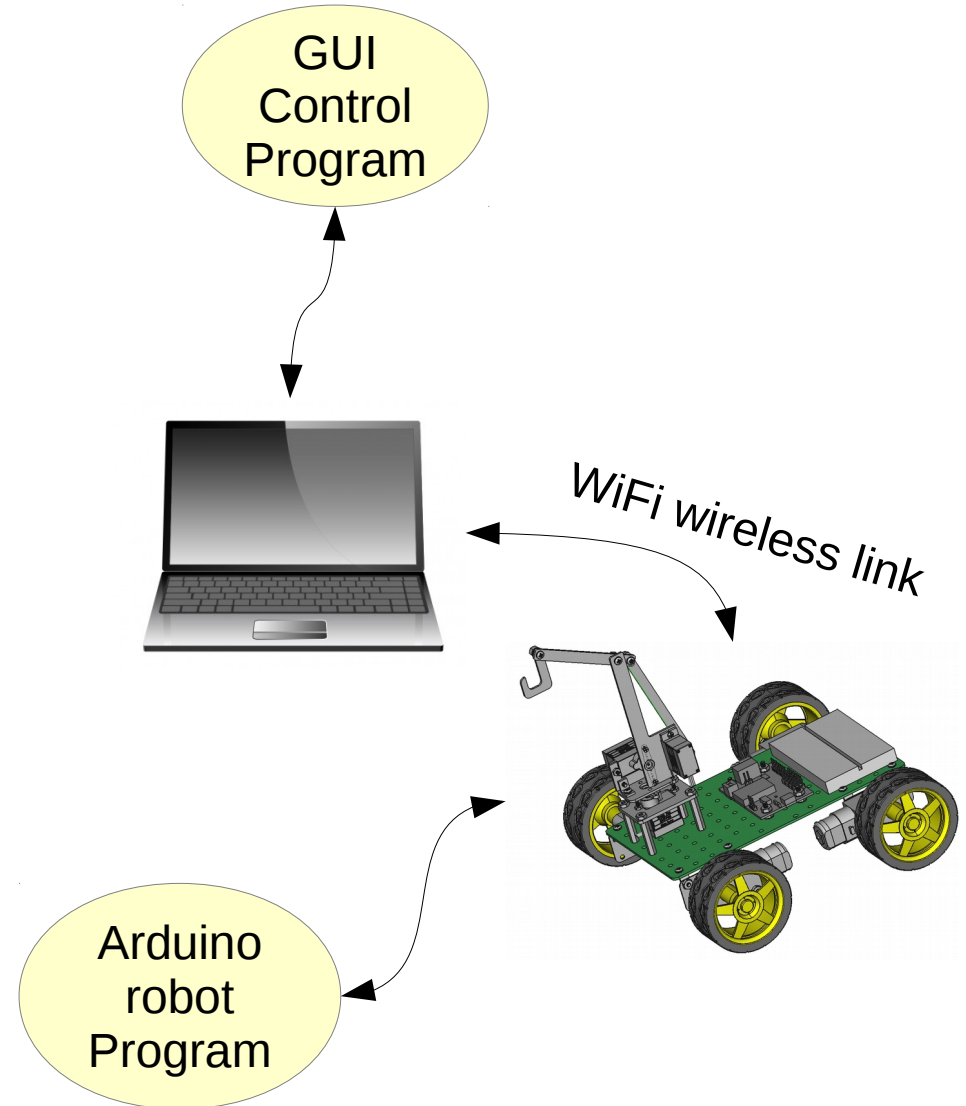 GUI
Control
Program
WiFi wireless link
Arduino
robot
Program